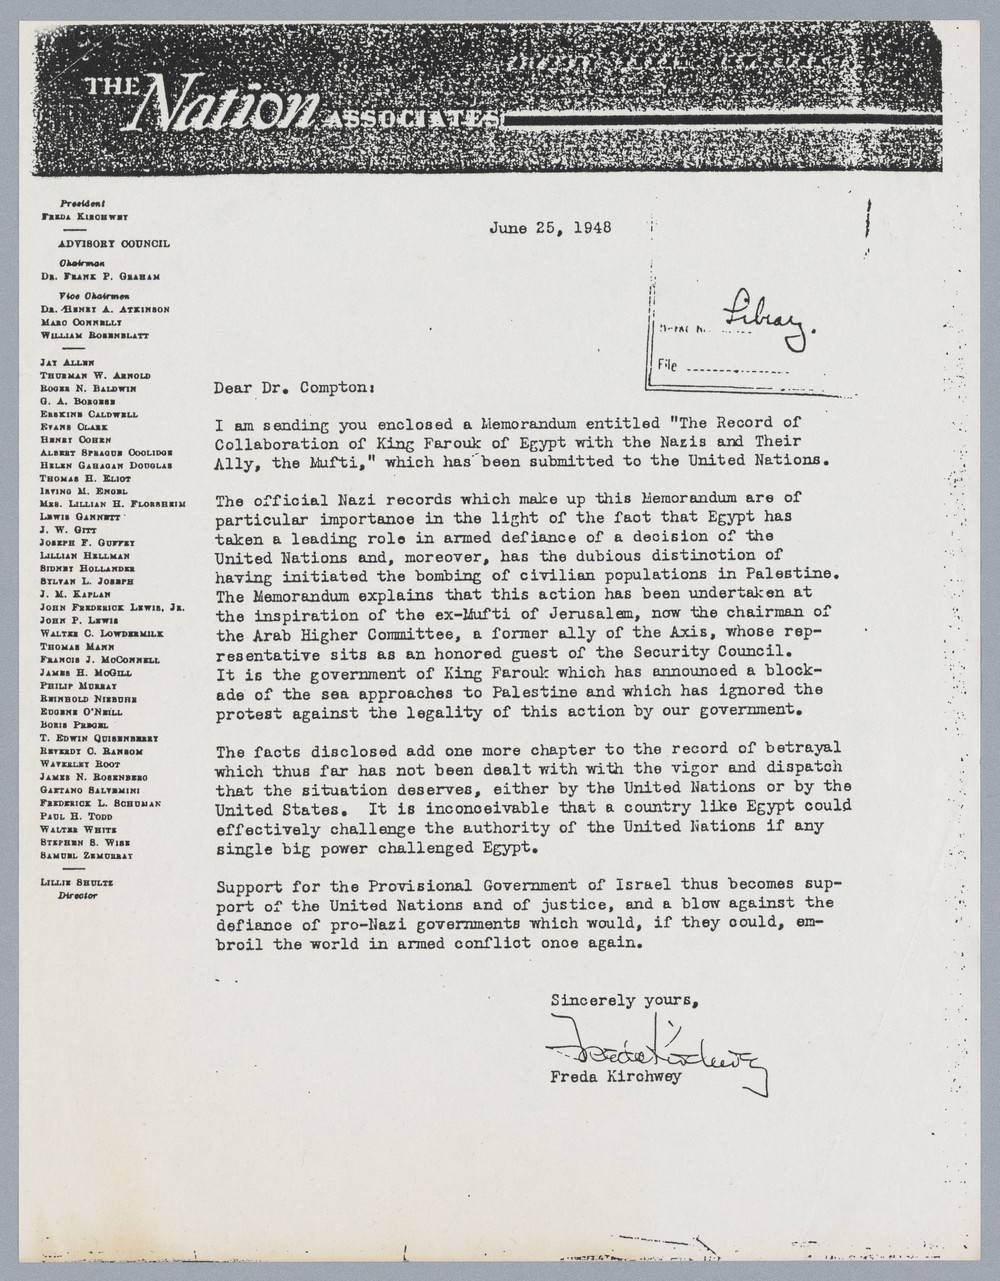 THE Nation ASSOCIATES
President
FREDA KIRCHWEY
ADVISORY COUNCIL
Chairman
DR. FRANK P. GRAHAM
Vice Chairmen
DR. HENRY A. ATKINSON
MARC CONNELLY
WILLIAM ROSENBLATT
JAY ALLEN
THURMAN W. ARNOLD
ROGER N. BALDWIN
G. A. BORGESE
ERSKINE CALDWELL
EVANS CLARK
HENRY COHEN
ALBERT SPRAGUE COOLIDGE
HELEN GAHAGAN DOUGLAS
THOMAS H. ELIOT
IRVING M. ENGEL
MRS. LILLIAN H. FLORSHEIM
LEWIS GANNETT
J. W. GITT
JOSEPH F. GUFFEY
LILLIAN HELLMAN
SIDNEY HOLLANDER
SYLVAN L. JOSEPH
J. M. KAPLAN
JOHN FREDERICK LEWIS, JR.
JOHN P. LEWIS
WALTER C. LOWDERMILK
THOMAS MANN
FRANCIS J. MCCONNELL
JAMES H. MCGILL
PHILIP MURRAY
REINHOLD NIEBUHR
EUGENE O'NEILL
BORIS PREGEL
T. EDWIN QUISENBERRY
REVERDY C. RANSOM
WAVERLEY ROOT
JAMES N. ROSENBERG
GAETANO SALVEMINI
FREDERICK L. SCHUMAN
PAUL H. TODD
WALTER WHITE
STEPHEN S. WISE
SAMUEL ZEMURRAY
LILLIE SHULTZ
Director
June 25, 1948
Library.
File
Dear Dr. Compton:
I am sending you enclosed a Memorandum entitled "The Record of
Collaboration of King Farouk of Egypt with the Nazis and Their
Ally, the Mufti," which has been submitted to the United Nations.
The official Nazi records which make up this Memorandum are of
particular importance in the light of the fact that Egypt has
taken a leading role in armed defiance of a decision of the
United Nations and, moreover, has the dubious distinction of
having initiated the bombing of civilian populations in Palestine.
The Memorandum explains that this action has been undertaken at
the inspiration of the ex-Mufti of Jerusalem, now the chairman of
the Arab Higher Committee, a former ally of the Axis, whose rep-
resentative sits as an honored guest of the Security Council.
It is the government of King Farouk which has announced a block-
ade of the sea approaches to Palestine and which has ignored the
protest against the legality of this action by our government.
The facts disclosed add one more chapter to the record of betrayal
which thus far has not been dealt with with the vigor and dispatch
that the situation deserves, either by the United Nations or by the
United States. It is inconceivable that a country like Egypt could
effectively challenge the authority of the United Nations if any
single big power challenged Egypt.
Support for the Provisional Government of Israel thus becomes sup-
port of the United Nations and of justice, and a blow against the
defiance of pro-Nazi governments which would, if they could, em-
broil the world in armed conflict once again.
Sincerely yours,
Freda Kirchwey
Freda Kirchwey